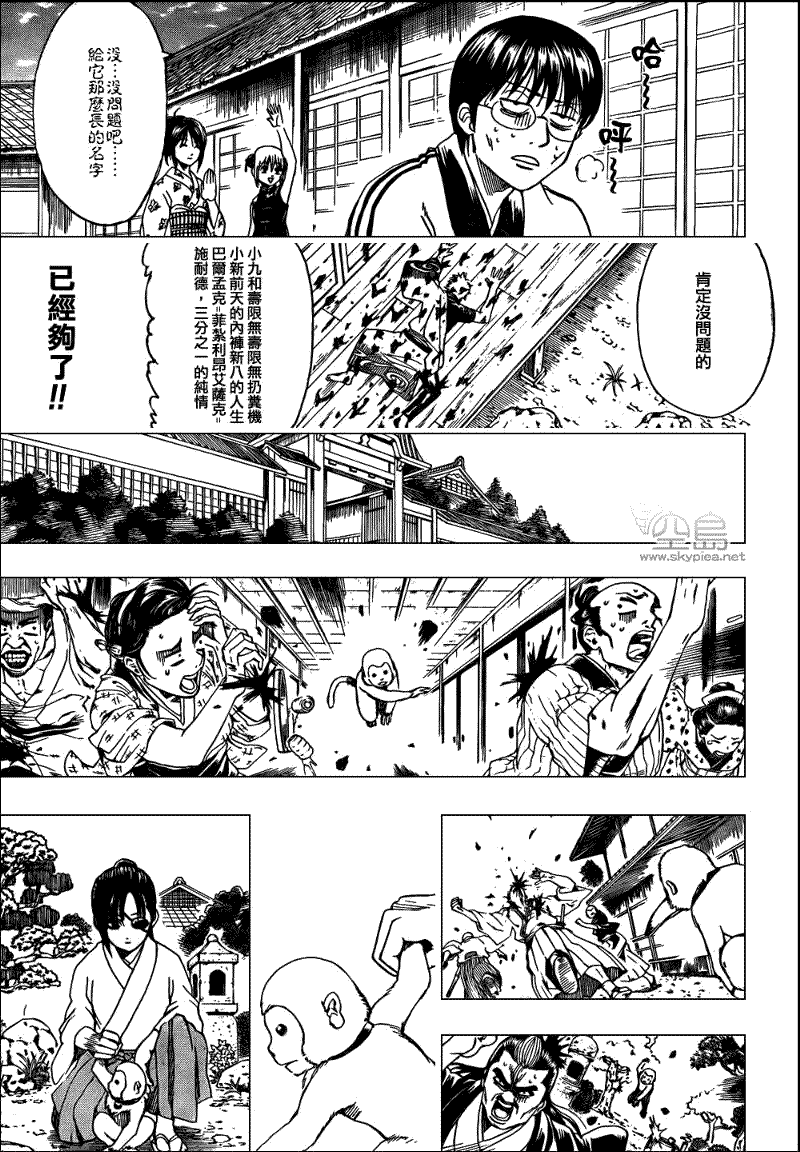 哈~
呼~
沒…沒問題吧……
給它那麼長的名字
肯定沒問題的
小九和壽限無壽限無扔糞機
小新前天的內褲新八的人生
巴爾孟克=菲紮利昂艾薩克=
施耐德，三分之一的純情
已經夠了!!
空島
www.skypiea.net